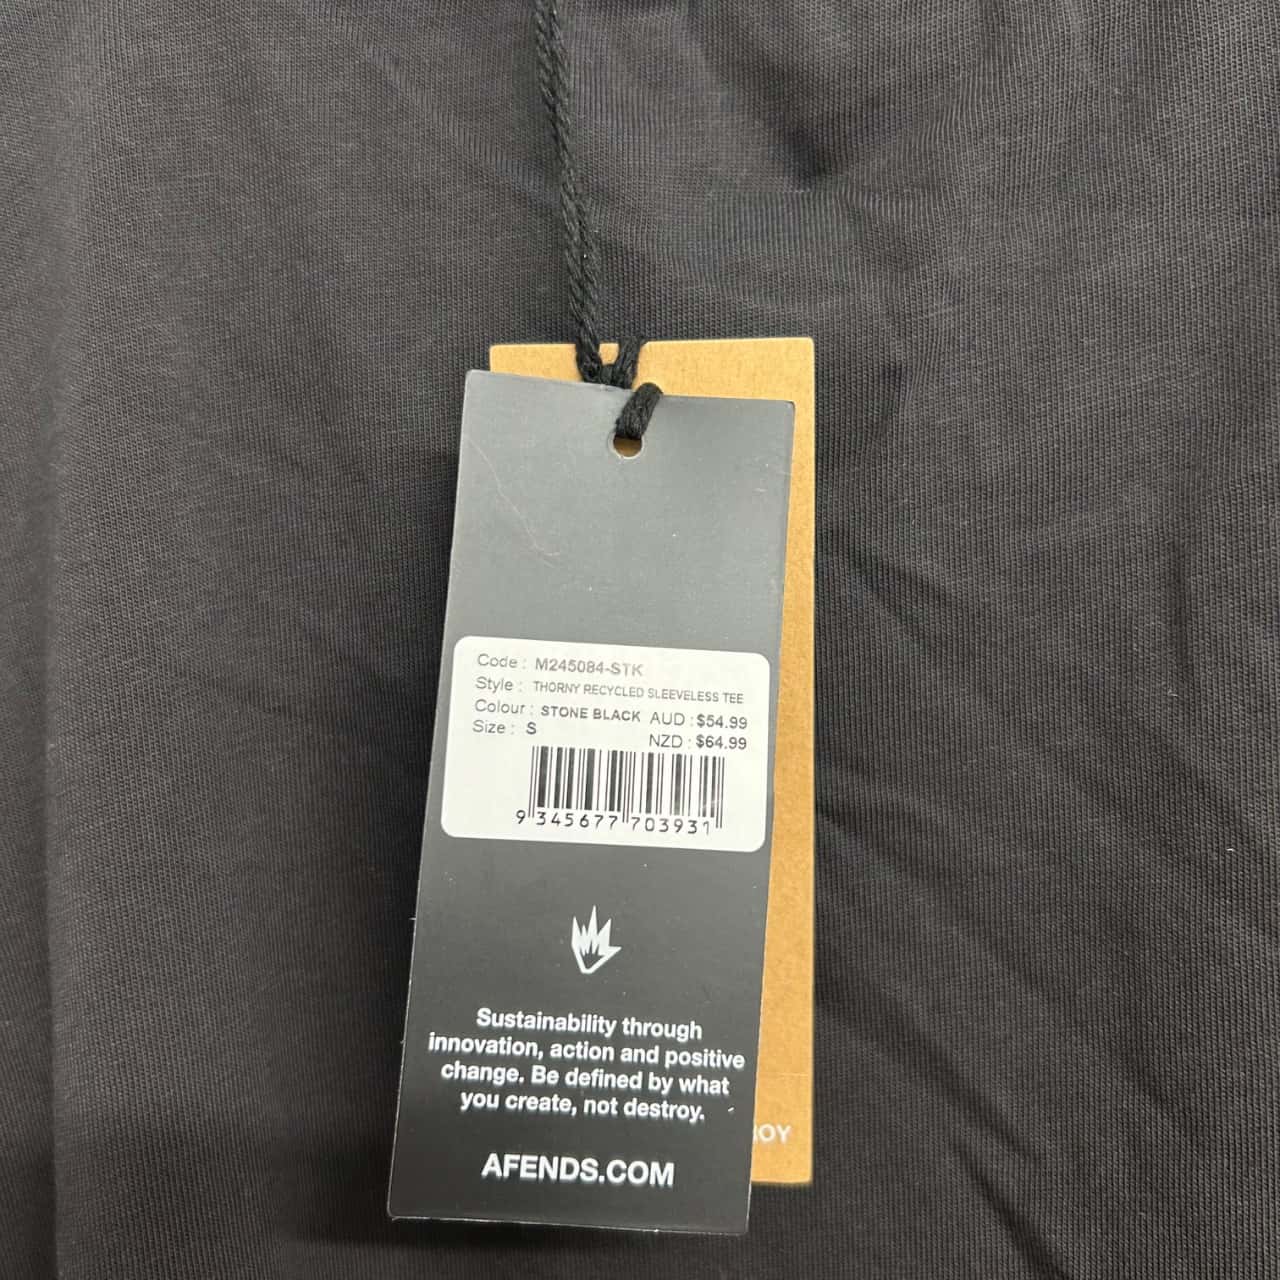 Code : M245084-STK
Style : THORNY RECYCLED SLEEVELESS TEE
Colour : STONE BLACK AUD : $54.99
Size : S NZD : $64.99
9 345677 703931
Sustainability through
innovation, action and positive
change. Be defined by what
you create, not destroy.
AFENDS.COM